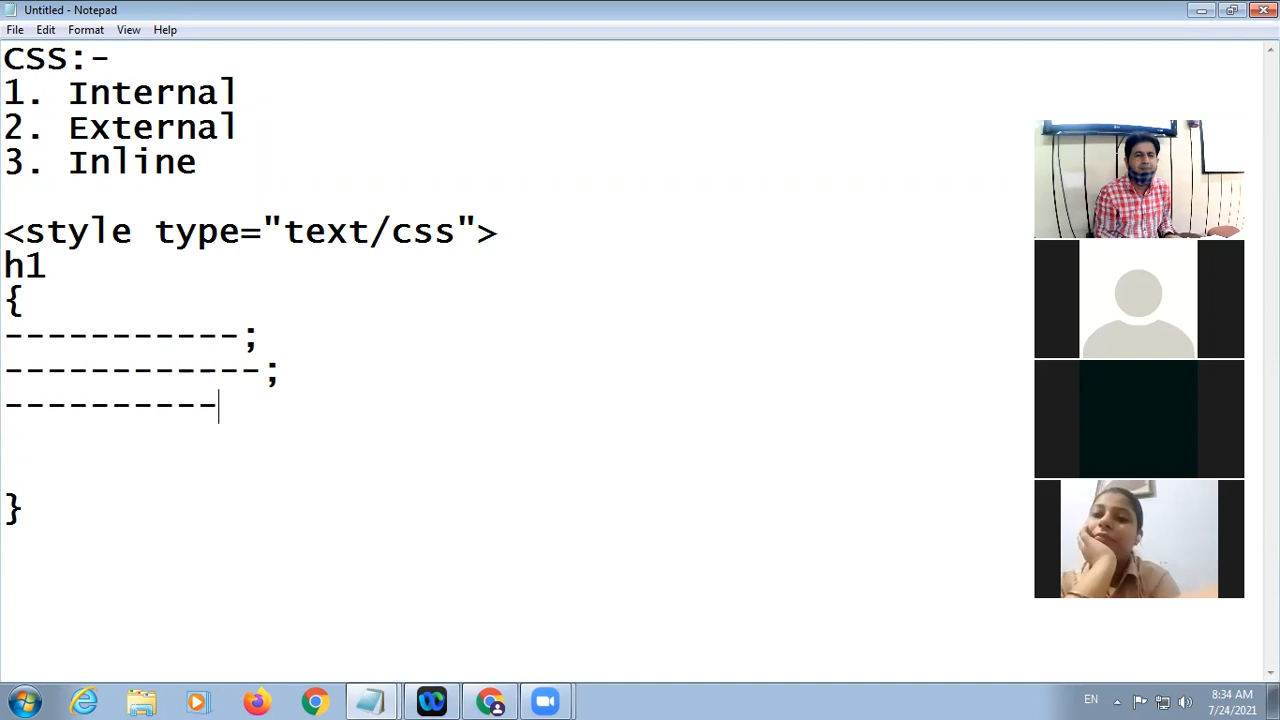 Untitled - Notepad
File Edit Format View Help
CSS:-
1. Internal
2. External
3. Inline
<style type="text/css">
h1
{
-----------;
------------;
----------
}
EN
8:34 AM
7/24/2021